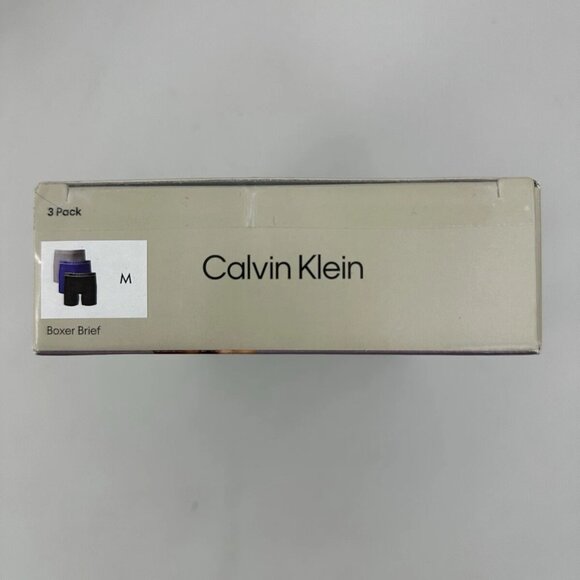 3 Pack
M
Calvin Klein
Boxer Brief